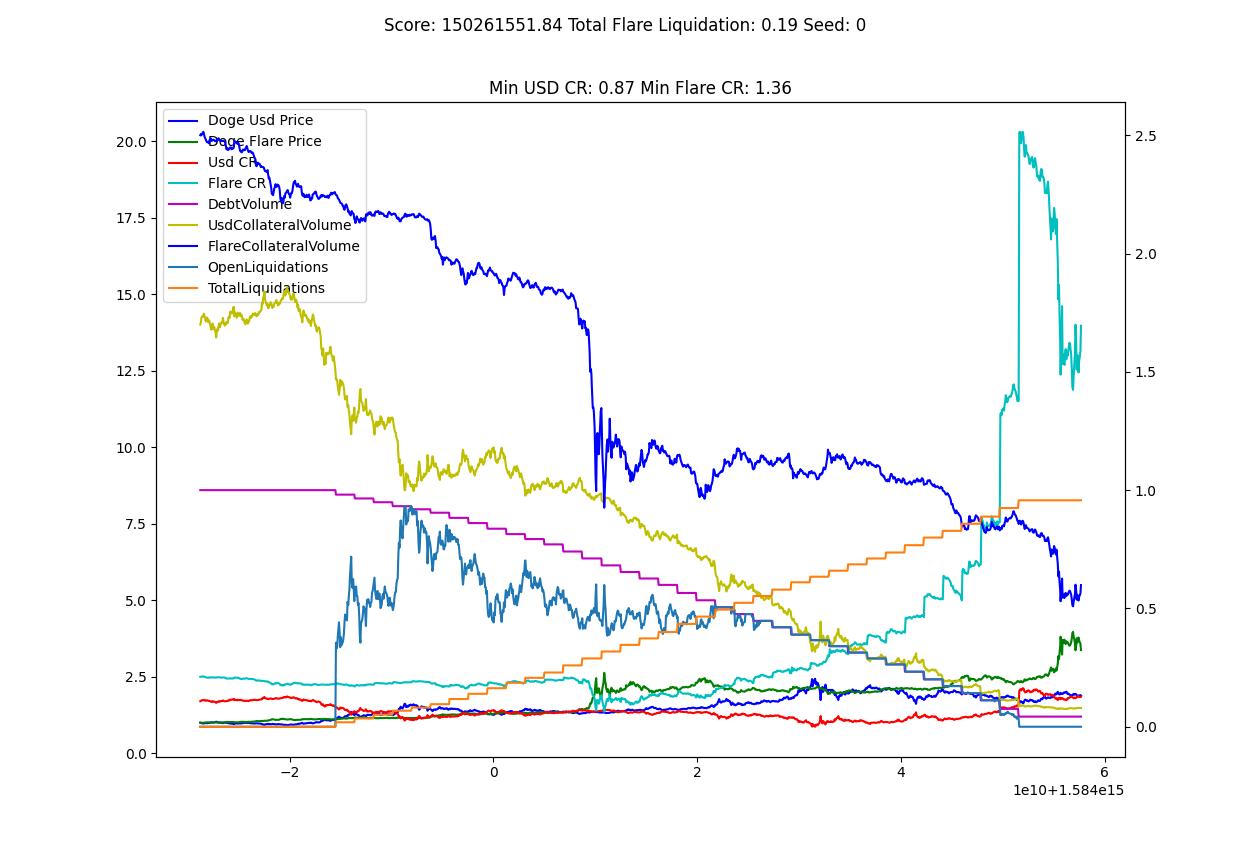 Score: 150261551.84 Total Flare Liquidation: 0.19 Seed: 0
Min USD CR: 0.87 Min Flare CR: 1.36
Doge Usd Price
Doge Flare Price
Usd CR
Flare CR
DebtVolume
UsdCollateralVolume
FlareCollateralVolume
OpenLiquidations
TotalLiquidations
20.0
17.5
15.0
12.5
10.0
7.5
5.0
2.5
0.0
2.5
2.0
1.5
1.0
0.5
0.0
−2
0
2
4
6
1e10+1.584e15